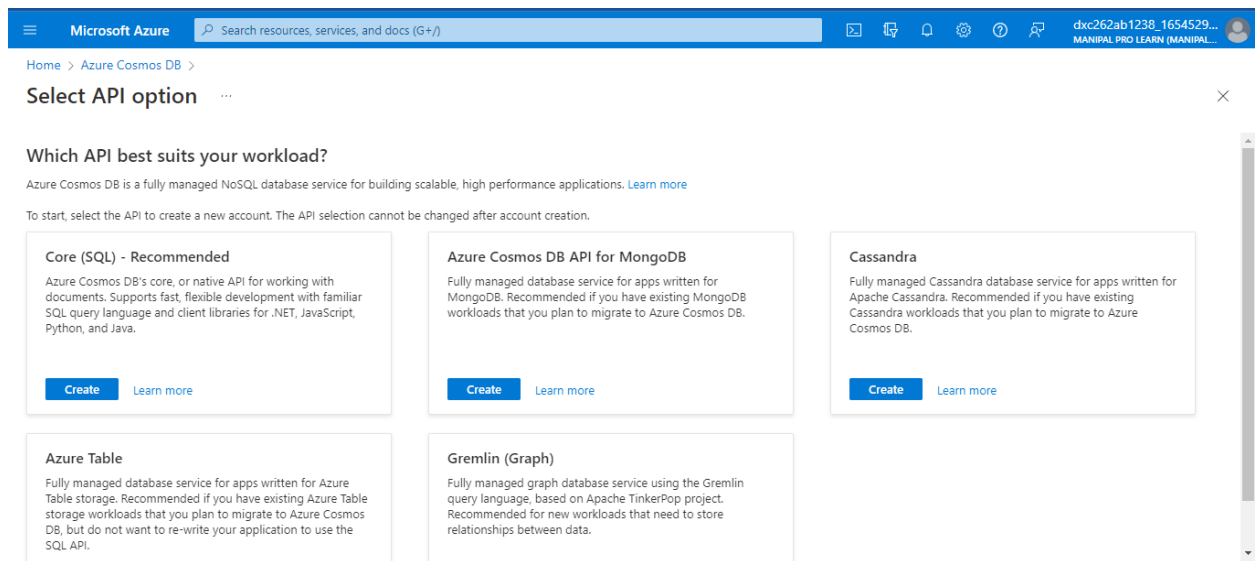 Microsoft Azure
Search resources, services, and docs (G+/)
dxc262ab1238_1654529...
MANIPAL PRO LEARN (MANIPAL...
Home > Azure Cosmos DB >
Select API option ...
Which API best suits your workload?
Azure Cosmos DB is a fully managed NoSQL database service for building scalable, high performance applications. Learn more
To start, select the API to create a new account. The API selection cannot be changed after account creation.
Core (SQL) - Recommended
Azure Cosmos DB's core, or native API for working with
documents. Supports fast, flexible development with familiar
SQL query language and client libraries for .NET, JavaScript,
Python, and Java.
Create Learn more
Azure Cosmos DB API for MongoDB
Fully managed database service for apps written for
MongoDB. Recommended if you have existing MongoDB
workloads that you plan to migrate to Azure Cosmos DB.
Create Learn more
Cassandra
Fully managed Cassandra database service for apps written for
Apache Cassandra. Recommended if you have existing
Cassandra workloads that you plan to migrate to Azure
Cosmos DB.
Create Learn more
Azure Table
Fully managed database service for apps written for Azure
Table storage. Recommended if you have existing Azure Table
storage workloads that you plan to migrate to Azure Cosmos
DB, but do not want to re-write your application to use the
SQL API.
Gremlin (Graph)
Fully managed graph database service using the Gremlin
query language, based on Apache TinkerPop project.
Recommended for new workloads that need to store
relationships between data.